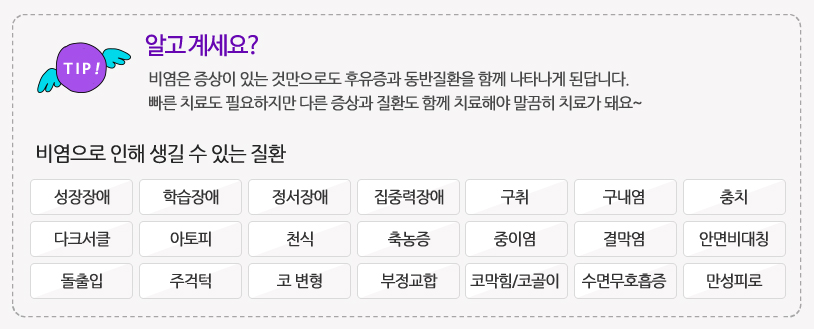 TIP!
알고 계세요?
비염은 증상이 있는 것만으로도 후유증과 동반질환을 함께 나타나게 된답니다.
빠른 치료도 필요하지만 다른 증상과 질환도 함께 치료해야 말끔히 치료가 돼요~
비염으로 인해 생길 수 있는 질환
성장장애 학습장애 정서장애 집중력장애 구취 구내염 충치
다크서클 아토피 천식 축농증 중이염 결막염 안면비대칭
돌출입 주걱턱 코 변형 부정교합 코막힘/코골이 수면무호흡증 만성피로